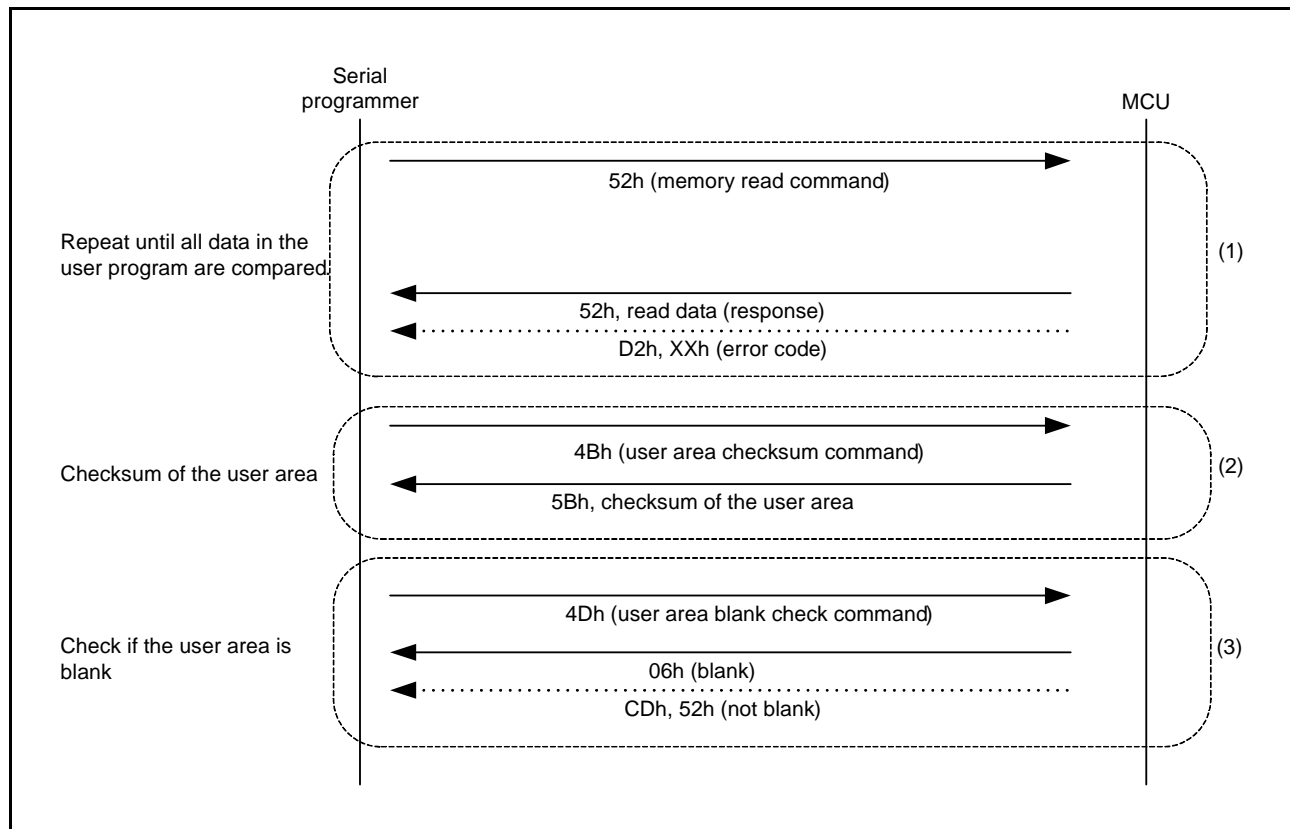 Serial
programmer
MCU
52h (memory read command)
Repeat until all data in the
user program are compared.
(1)
52h, read data (response)
D2h, XXh (error code)
4Bh (user area checksum command)
(2)
Checksum of the user area
5Bh, checksum of the user area
4Dh (user area blank check command)
Check if the user area is
blank
(3)
06h (blank)
CDh, 52h (not blank)